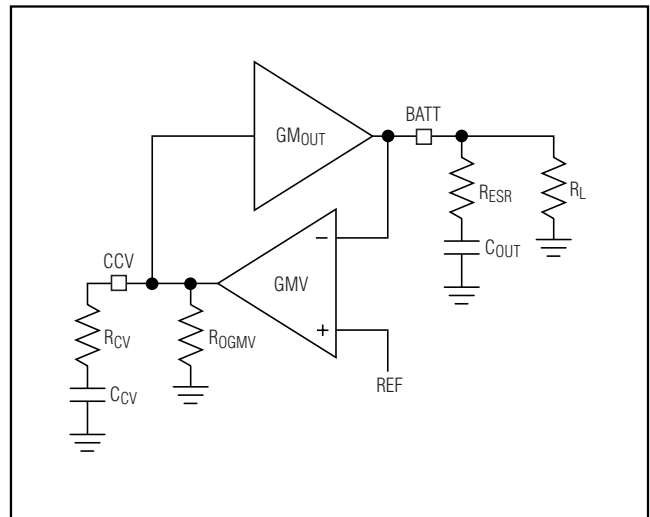 BATT
GMOUT
RESR
RL
COUT
−
GMV
+
CCV
RCV
ROGMV
CCV
REF